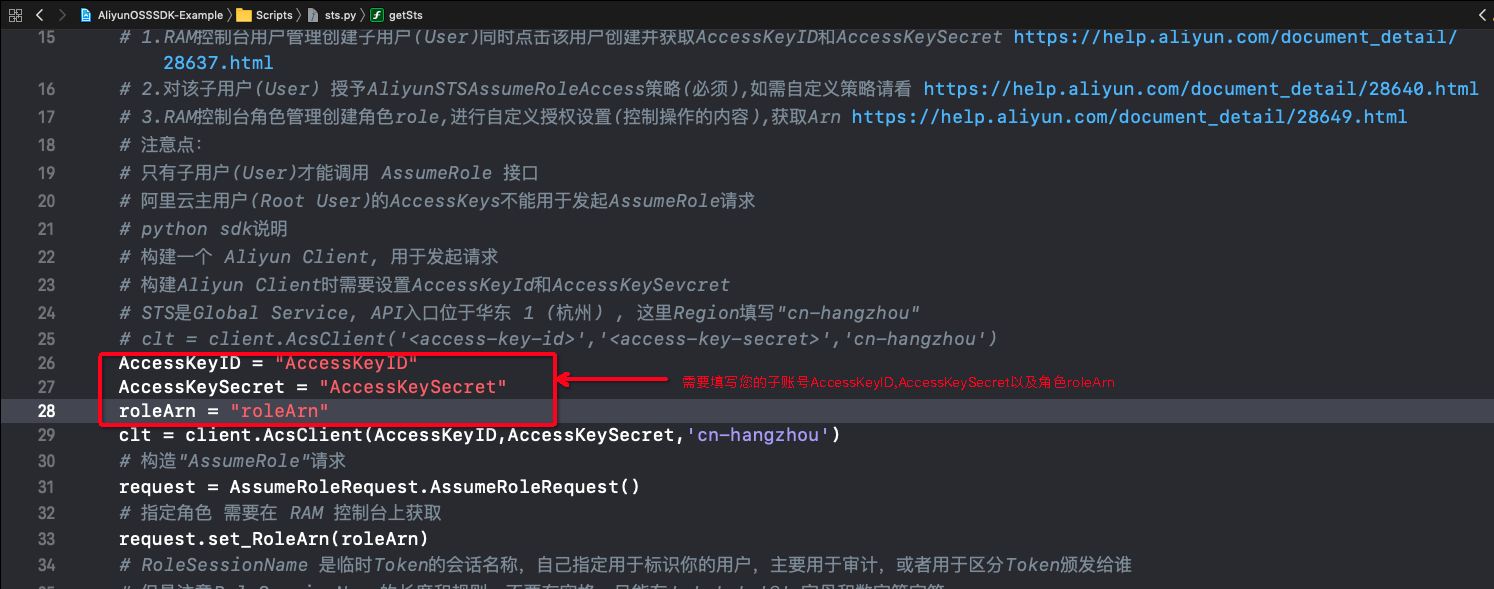 AliyunOSSSDK-Example 〉 Scripts 〉 sts.py 〉 f getSts
15 # 1.RAM控制台用户管理创建子用户(User)同时点击该用户创建并获取AccessKeyID和AccessKeySecret https://help.aliyun.com/document_detail/
28637.html
16 # 2.对该子用户(User) 授予AliyunSTSAssumeRoleAccess策略(必须),如需自定义策略请看 https://help.aliyun.com/document_detail/28640.html
17 # 3.RAM控制台角色管理创建角色role,进行自定义授权设置(控制操作的内容),获取Arn https://help.aliyun.com/document_detail/28649.html
18 # 注意点:
19 # 只有子用户(User)才能调用 AssumeRole 接口
20 # 阿里云主用户(Root User)的AccessKeys不能用于发起AssumeRole请求
21 # python sdk说明
22 # 构建一个 Aliyun Client, 用于发起请求
23 # 构建Aliyun Client时需要设置AccessKeyId和AccessKeySevcret
24 # STS是Global Service, API入口位于华东 1 (杭州) , 这里Region填写"cn-hangzhou"
25 # clt = client.AcsClient('<access-key-id>','<access-key-secret>','cn-hangzhou')
26 AccessKeyID = "AccessKeyID"
27 AccessKeySecret = "AccessKeySecret" 需要填写您的子账号AccessKeyID,AccessKeySecret以及角色roleArn
28 roleArn = "roleArn"
29 clt = client.AcsClient(AccessKeyID,AccessKeySecret,'cn-hangzhou')
30 # 构造"AssumeRole"请求
31 request = AssumeRoleRequest.AssumeRoleRequest()
32 # 指定角色 需要在 RAM 控制台上获取
33 request.set_RoleArn(roleArn)
34 # RoleSessionName 是临时Token的会话名称，自己指定用于标识你的用户，主要用于审计，或者用于区分Token颁发给谁